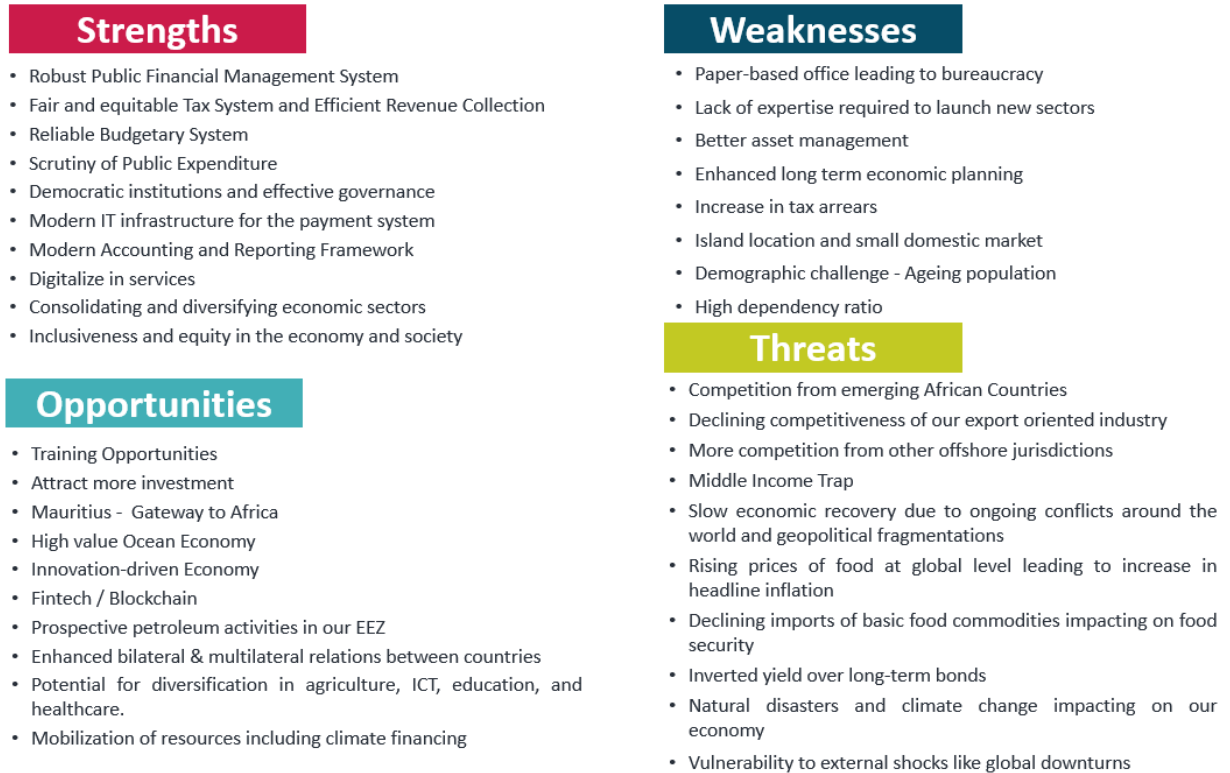 Strengths
• Robust Public Financial Management System
• Fair and equitable Tax System and Efficient Revenue Collection
• Reliable Budgetary System
• Scrutiny of Public Expenditure
• Democratic institutions and effective governance
• Modern IT infrastructure for the payment system
• Modern Accounting and Reporting Framework
• Digitalize in services
• Consolidating and diversifying economic sectors
• Inclusiveness and equity in the economy and society
Weaknesses
• Paper-based office leading to bureaucracy
• Lack of expertise required to launch new sectors
• Better asset management
• Enhanced long term economic planning
• Increase in tax arrears
• Island location and small domestic market
• Demographic challenge - Ageing population
• High dependency ratio
Opportunities
• Training Opportunities
• Attract more investment
• Mauritius - Gateway to Africa
• High value Ocean Economy
• Innovation-driven Economy
• Fintech / Blockchain
• Prospective petroleum activities in our EEZ
• Enhanced bilateral & multilateral relations between countries
• Potential for diversification in agriculture, ICT, education, and
healthcare.
• Mobilization of resources including climate financing
Threats
• Competition from emerging African Countries
• Declining competitiveness of our export oriented industry
• More competition from other offshore jurisdictions
• Middle Income Trap
• Slow economic recovery due to ongoing conflicts around the
world and geopolitical fragmentations
• Rising prices of food at global level leading to increase in
headline inflation
• Declining imports of basic food commodities impacting on food
security
• Inverted yield over long-term bonds
• Natural disasters and climate change impacting on our
economy
• Vulnerability to external shocks like global downturns